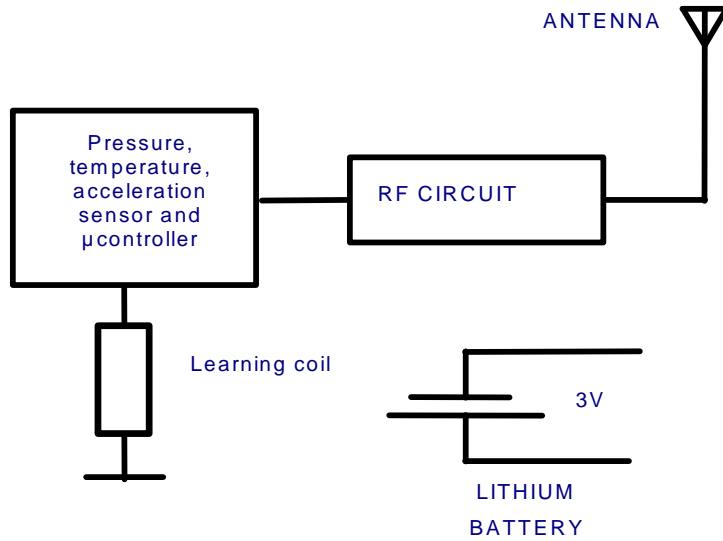 ANTENNA
Pressure,
temperature,
acceleration
sensor and
µcontroller
RF CIRCUIT
Learning coil
3V
LITHIUM
BATTERY